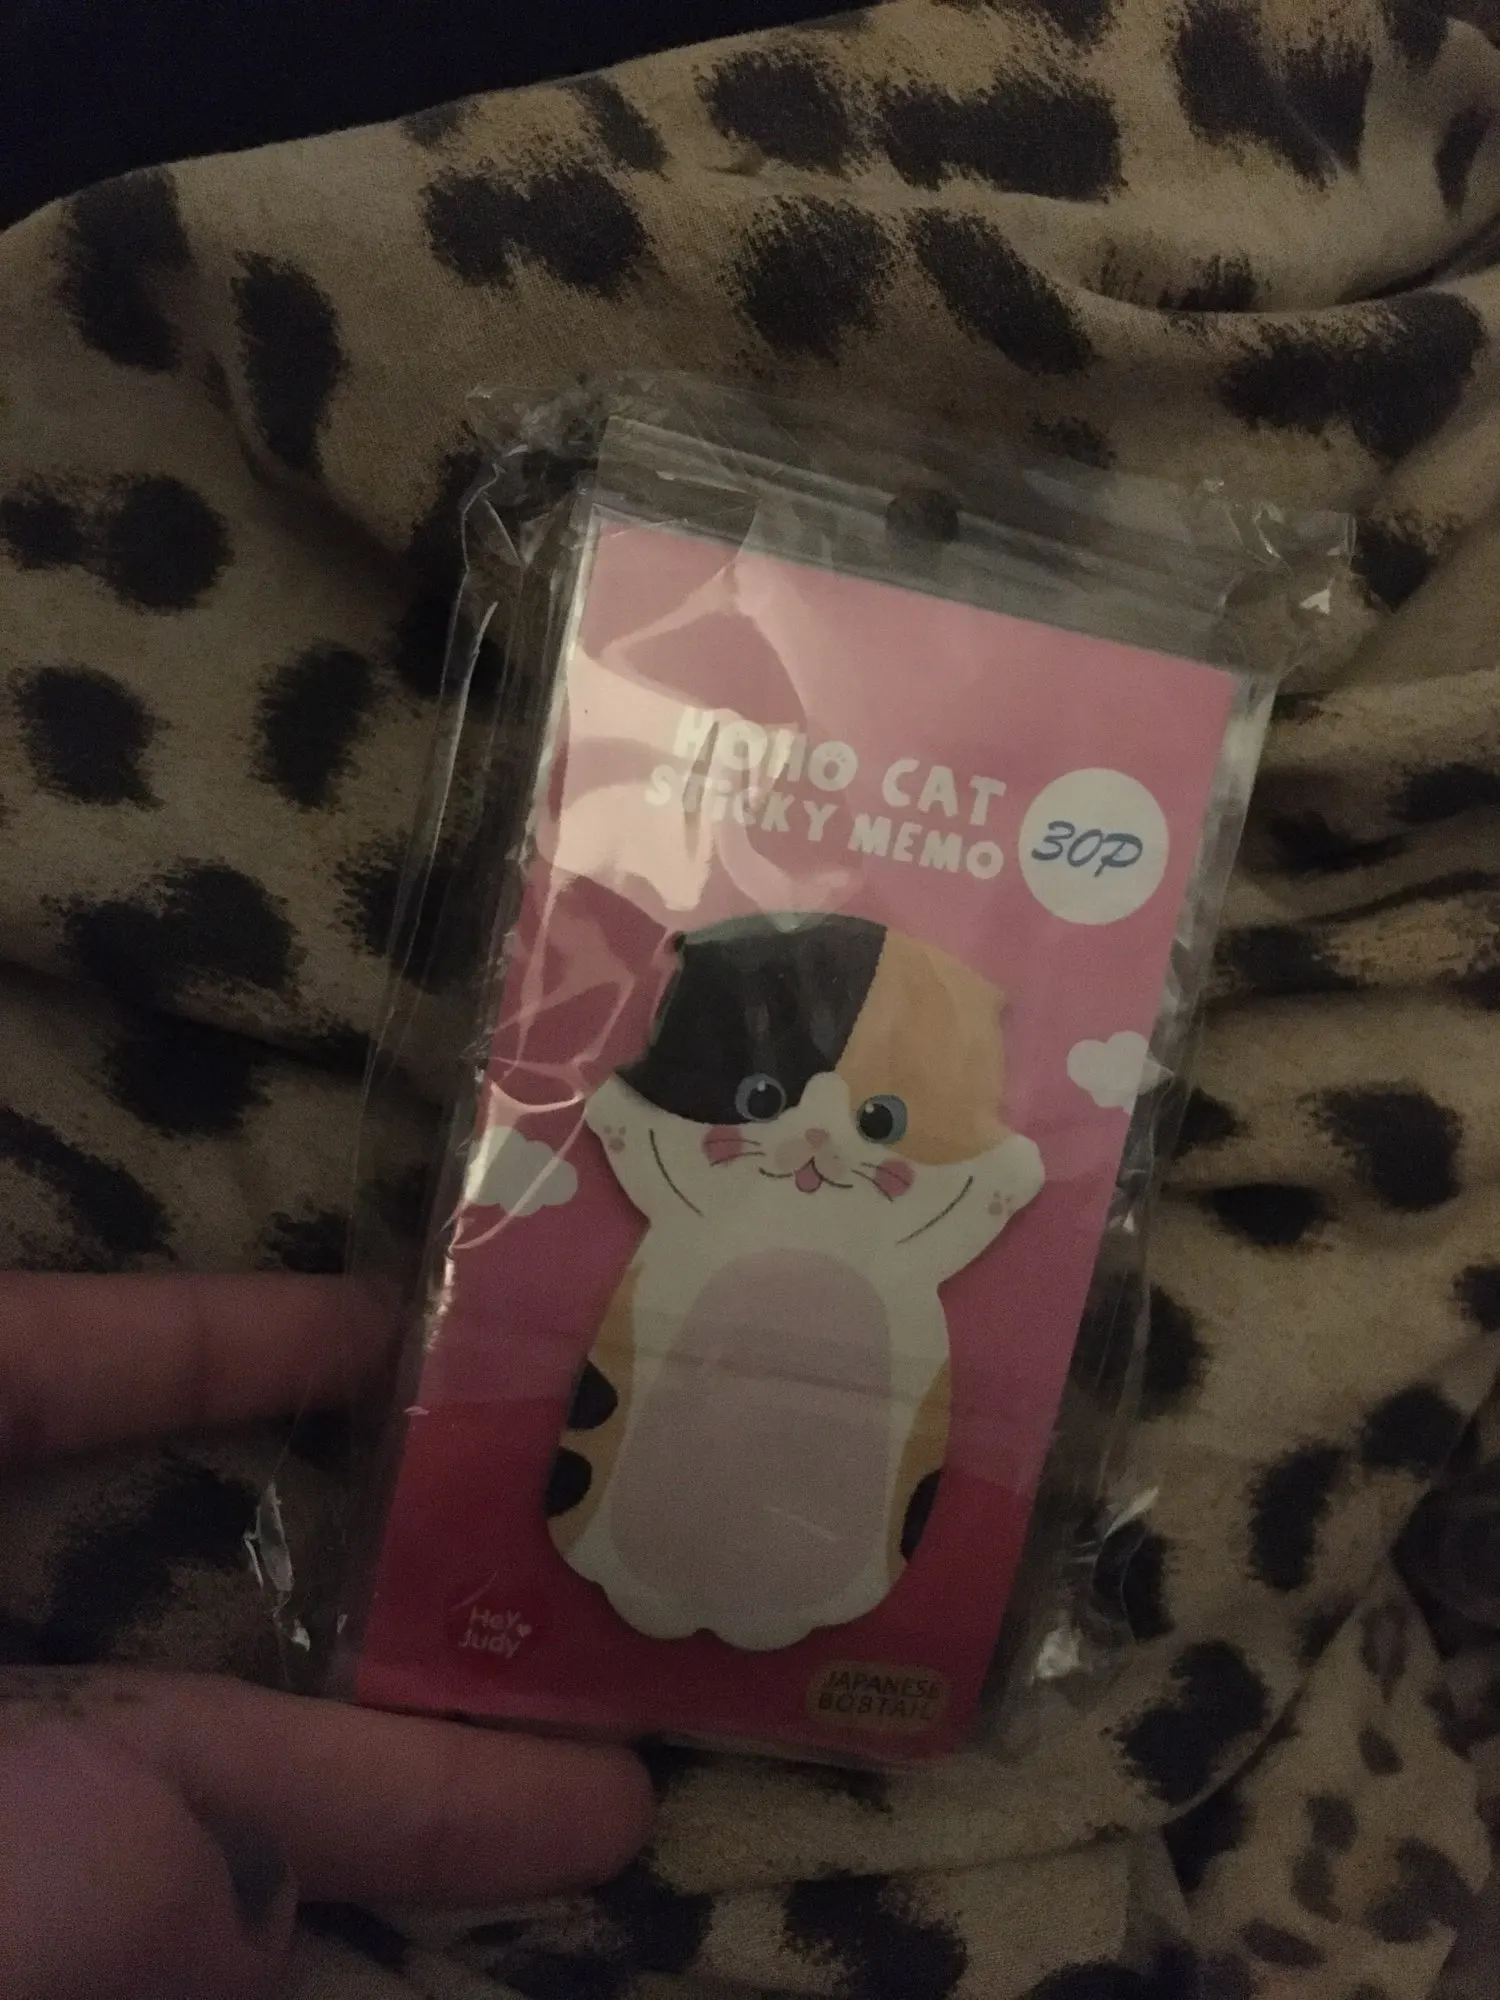 HOHO CAT
STICKY MEMO
30P
Hey
Judy
JAPANESE
BOBTAIL